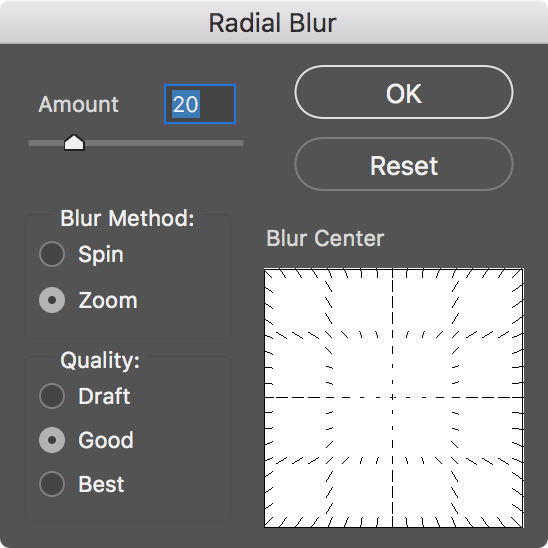 Radial Blur
Amount 20
OK
Reset
Blur Method:
Spin
Zoom
Quality:
Draft
Good
Best
Blur Center